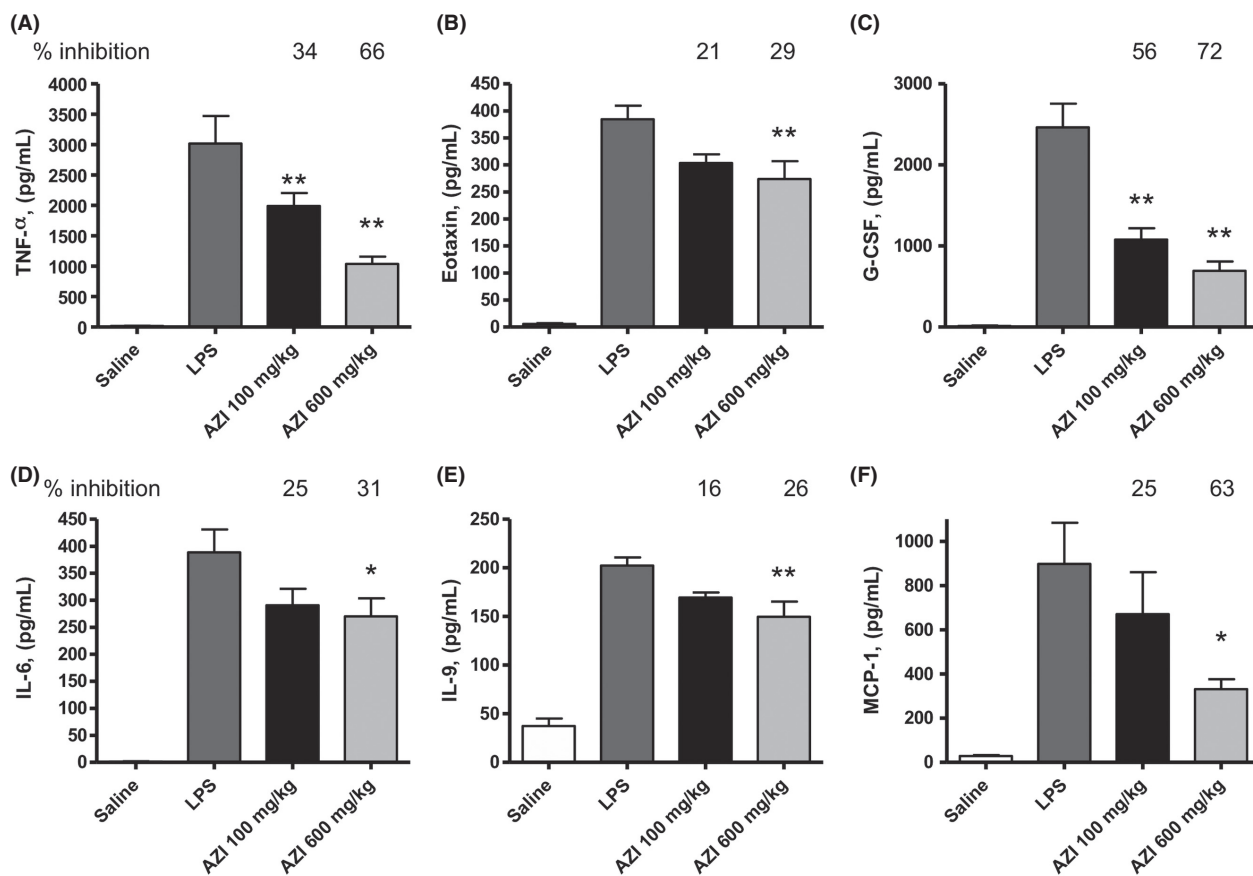 (A)
% inhibition 34 66
4000
3500
3000
2500
2000
1500
1000
500
0
TNF-α, (pg/mL)
**
**
Saline
LPS
AZI 100 mg/kg
AZI 600 mg/kg
(B)
21 29
450
400
350
300
250
200
150
100
50
0
Eotaxin, (pg/mL)
**
Saline
LPS
AZI 100 mg/kg
AZI 600 mg/kg
(C)
56 72
3000
2000
1000
0
G-CSF, (pg/mL)
**
**
Saline
LPS
AZI 100 mg/kg
AZI 600 mg/kg
(D)
% inhibition 25 31
450
400
350
300
250
200
150
100
50
0
IL-6, (pg/mL)
*
Saline
LPS
AZI 100 mg/kg
AZI 600 mg/kg
(E)
16 26
250
200
150
100
50
0
IL-9, (pg/mL)
**
Saline
LPS
AZI 100 mg/kg
AZI 600 mg/kg
(F)
25 63
1000
800
600
400
200
0
MCP-1, (pg/mL)
*
Saline
LPS
AZI 100 mg/kg
AZI 600 mg/kg